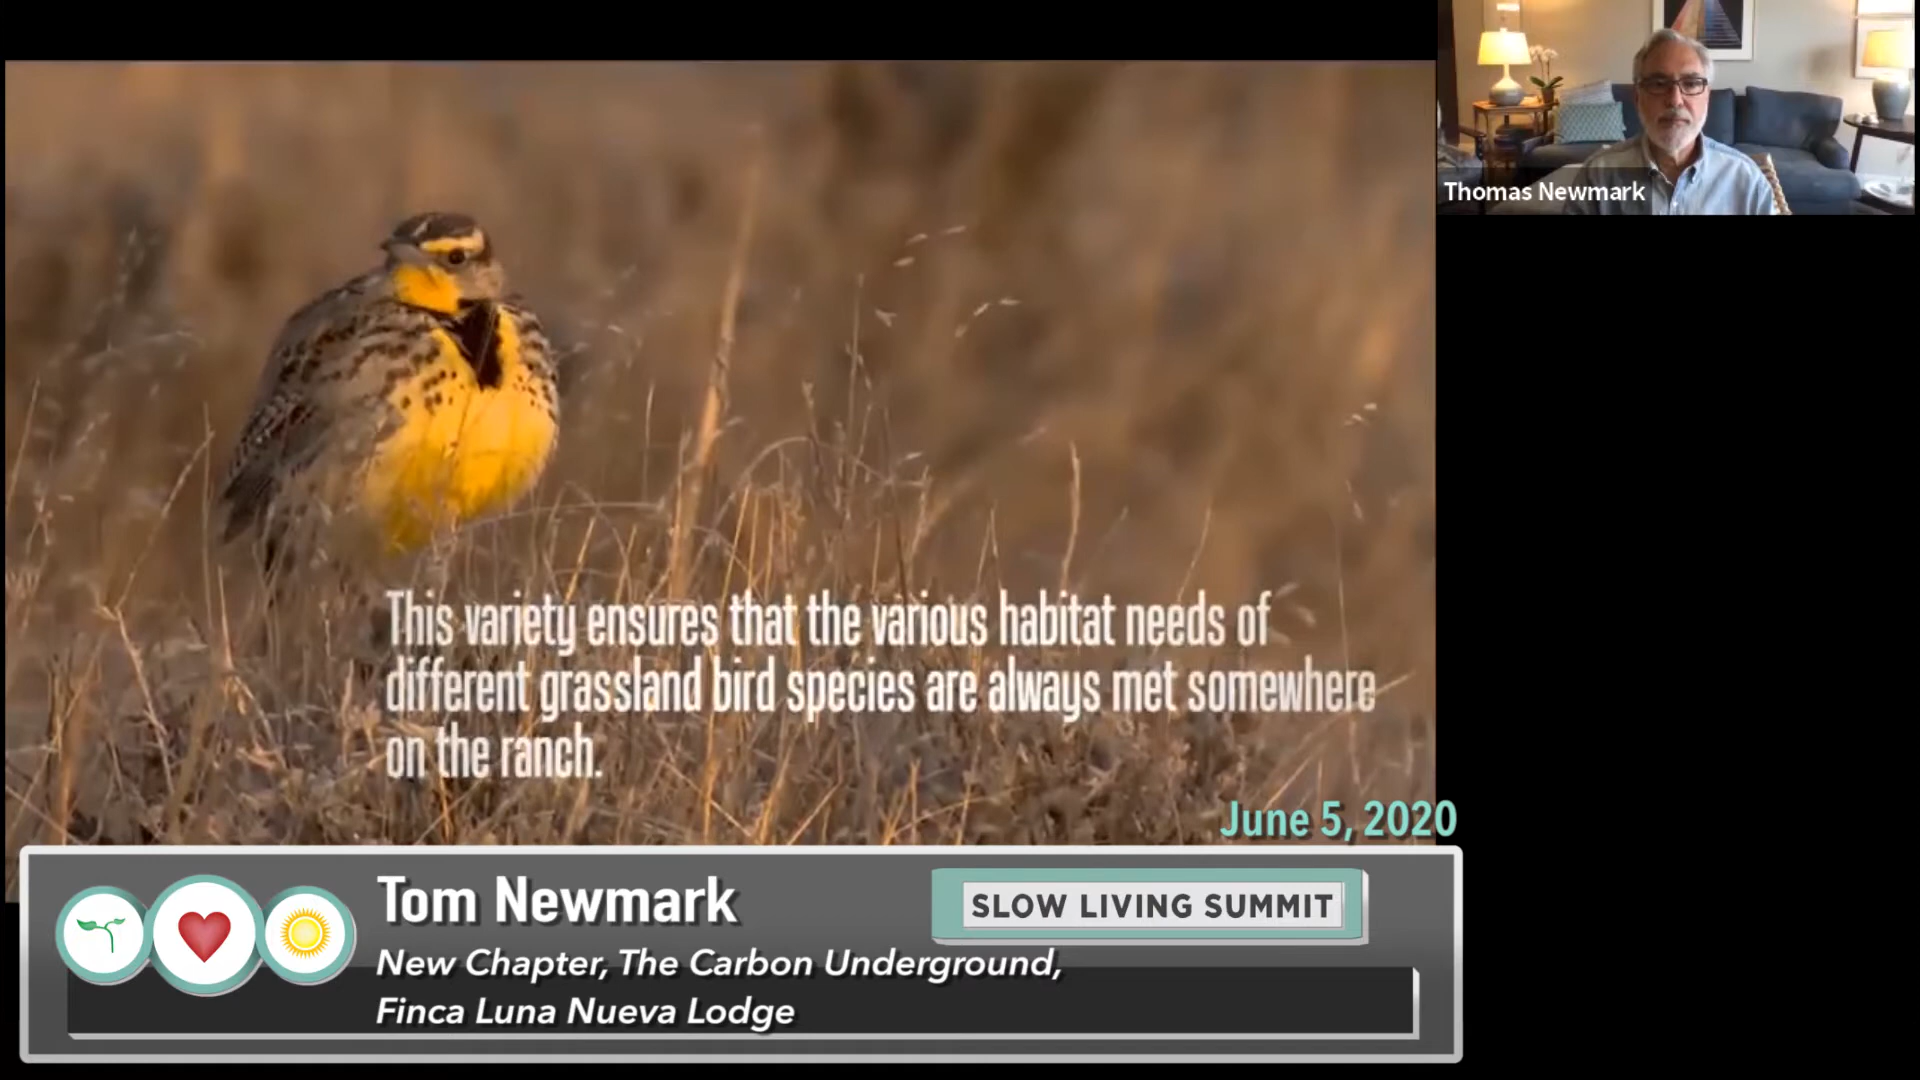 Thomas Newmark
This variety ensures that the various habitat needs of
different grassland bird species are always met somewhere
on the ranch.
June 5, 2020
Tom Newmark
SLOW LIVING SUMMIT
New Chapter, The Carbon Underground,
Finca Luna Nueva Lodge